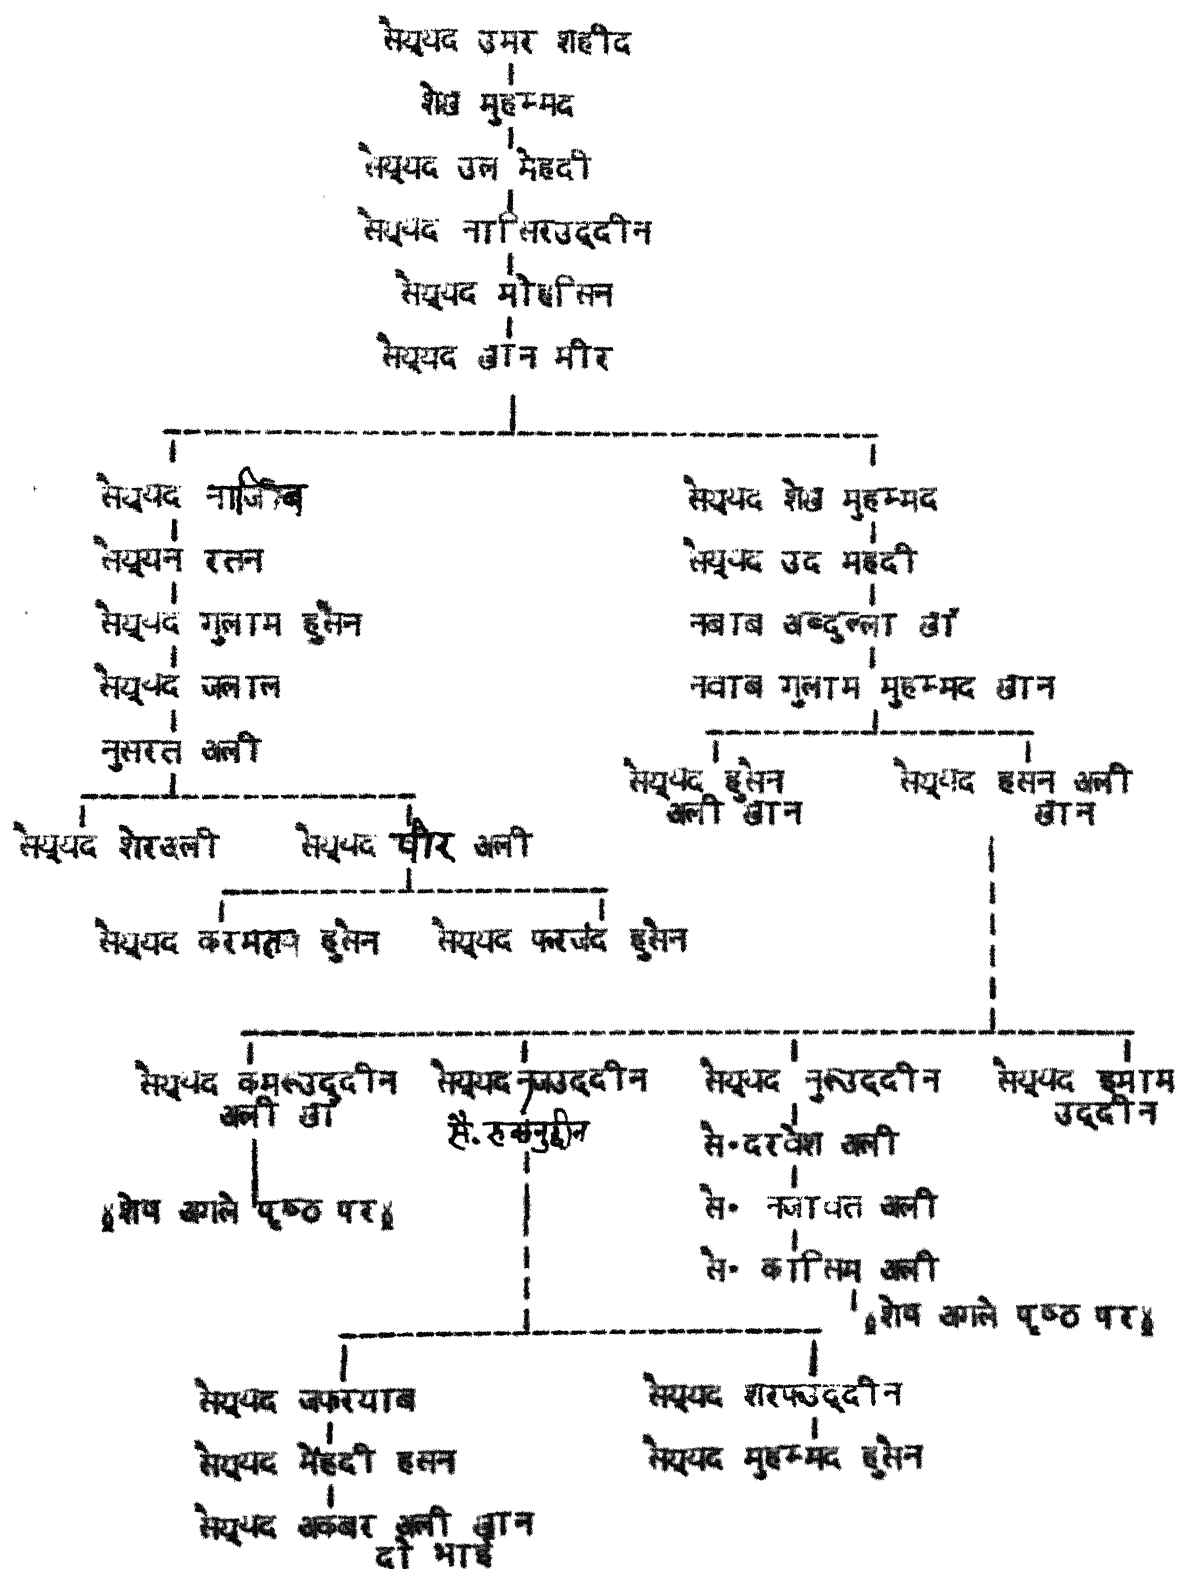 सैय्यद उमर शहीद
शेख मुहम्मद
सैय्यद उल मेहदी
सैय्यद नासिरउद्दीन
सैय्यद मोहसिन
सैय्यद खान मीर
सैय्यद नाजिब
सैय्यद शेख मुहम्मद
सैय्यन रतन
सैय्यद उद महदी
सैय्यद गुलाम हुसैन
नबाब अब्दुल्ला खाँ
सैय्यद जलाल
नवाब गुलाम मुहम्मद खान
नुसरत अली
सैय्यद हुसैन
अली खान
सैय्यद हसन अली
खान
सैय्यद शेरअली
सैय्यद पीर अली
सैय्यद हुसैन
सैय्यद फरजंद हुसैन
सैय्यद कमरूउद्दीन
अली खां
सैय्यद नजउद्दीन
सै. रुकनुद्दीन
सैय्यद नुरूउद्दीन
सैय्यद इमाम
उद्दीन
सै. दरवेश अली
सै. नजावत अली
सै. कासिम अली
शेष अगले पृष्ठ पर
शेष अगले पृष्ठ पर
सैय्यद जफरयाब
सैय्यद शरफउद्दीन
सैय्यद मेंहदी हसन
सैय्यद मुहम्मद हुसैन
सैय्यद अकबर अली खान
दो भाई